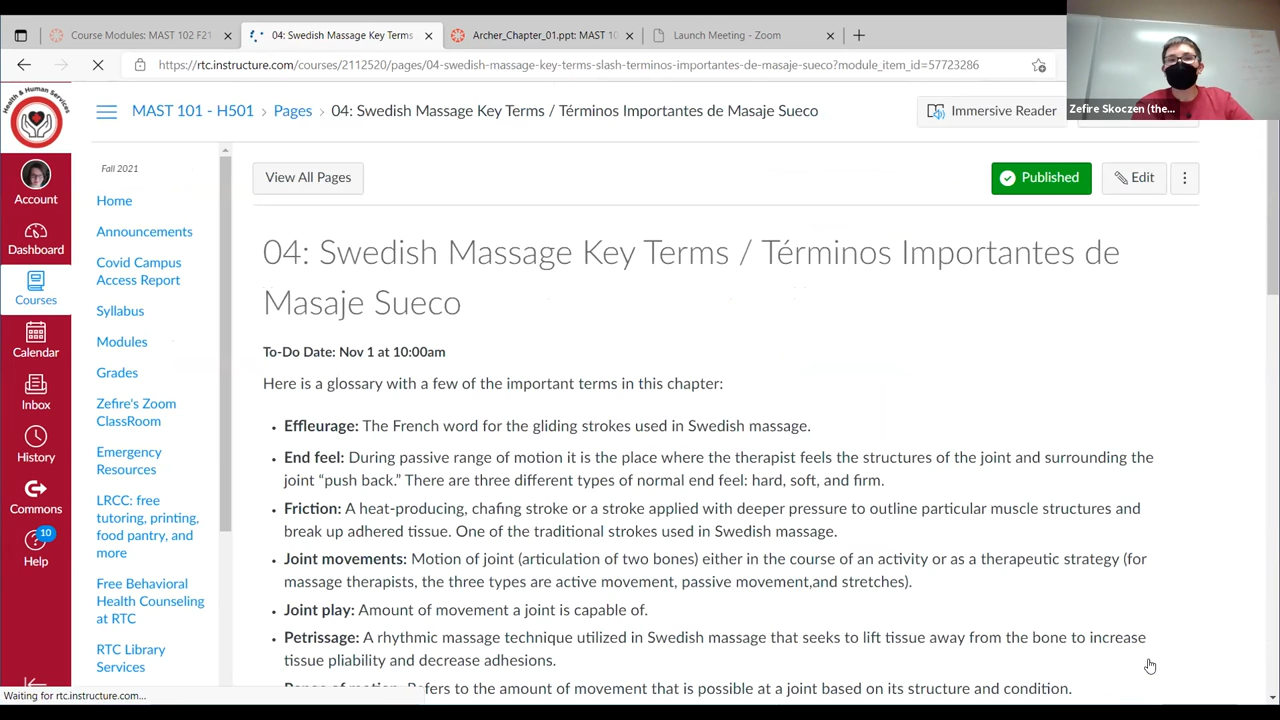 Course Modules: MAST 102 F21
04: Swedish Massage Key Terms
Archer_Chapter_01.ppt: MAST 10
Launch Meeting - Zoom
https://rtc.instructure.com/courses/2112520/pages/04-swedish-massage-key-terms-slash-terminos-importantes-de-masaje-sueco?module_item_id=57723286
Zefire Skoczen (the...
Health & Human Services
MAST 101 - H501 > Pages > 04: Swedish Massage Key Terms / Términos Importantes de Masaje Sueco
Immersive Reader
Account
Dashboard
Courses
Calendar
Inbox
History
Commons
10
Help
Fall 2021
Home
Announcements
Covid Campus
Access Report
Syllabus
Modules
Grades
Zefire's Zoom
ClassRoom
Emergency
Resources
LRCC: free
tutoring, printing,
food pantry, and
more
Free Behavioral
Health Counseling
at RTC
RTC Library
Services
View All Pages
Published
Edit
04: Swedish Massage Key Terms / Términos Importantes de
Masaje Sueco
To-Do Date: Nov 1 at 10:00am
Here is a glossary with a few of the important terms in this chapter:
• Effleurage: The French word for the gliding strokes used in Swedish massage.
• End feel: During passive range of motion it is the place where the therapist feels the structures of the joint and surrounding the
joint “push back.” There are three different types of normal end feel: hard, soft, and firm.
• Friction: A heat-producing, chafing stroke or a stroke applied with deeper pressure to outline particular muscle structures and
break up adhered tissue. One of the traditional strokes used in Swedish massage.
• Joint movements: Motion of joint (articulation of two bones) either in the course of an activity or as a therapeutic strategy (for
massage therapists, the three types are active movement, passive movement,and stretches).
• Joint play: Amount of movement a joint is capable of.
• Petrissage: A rhythmic massage technique utilized in Swedish massage that seeks to lift tissue away from the bone to increase
tissue pliability and decrease adhesions.
• Range of motion: Refers to the amount of movement that is possible at a joint based on its structure and condition.
Waiting for rtc.instructure.com...